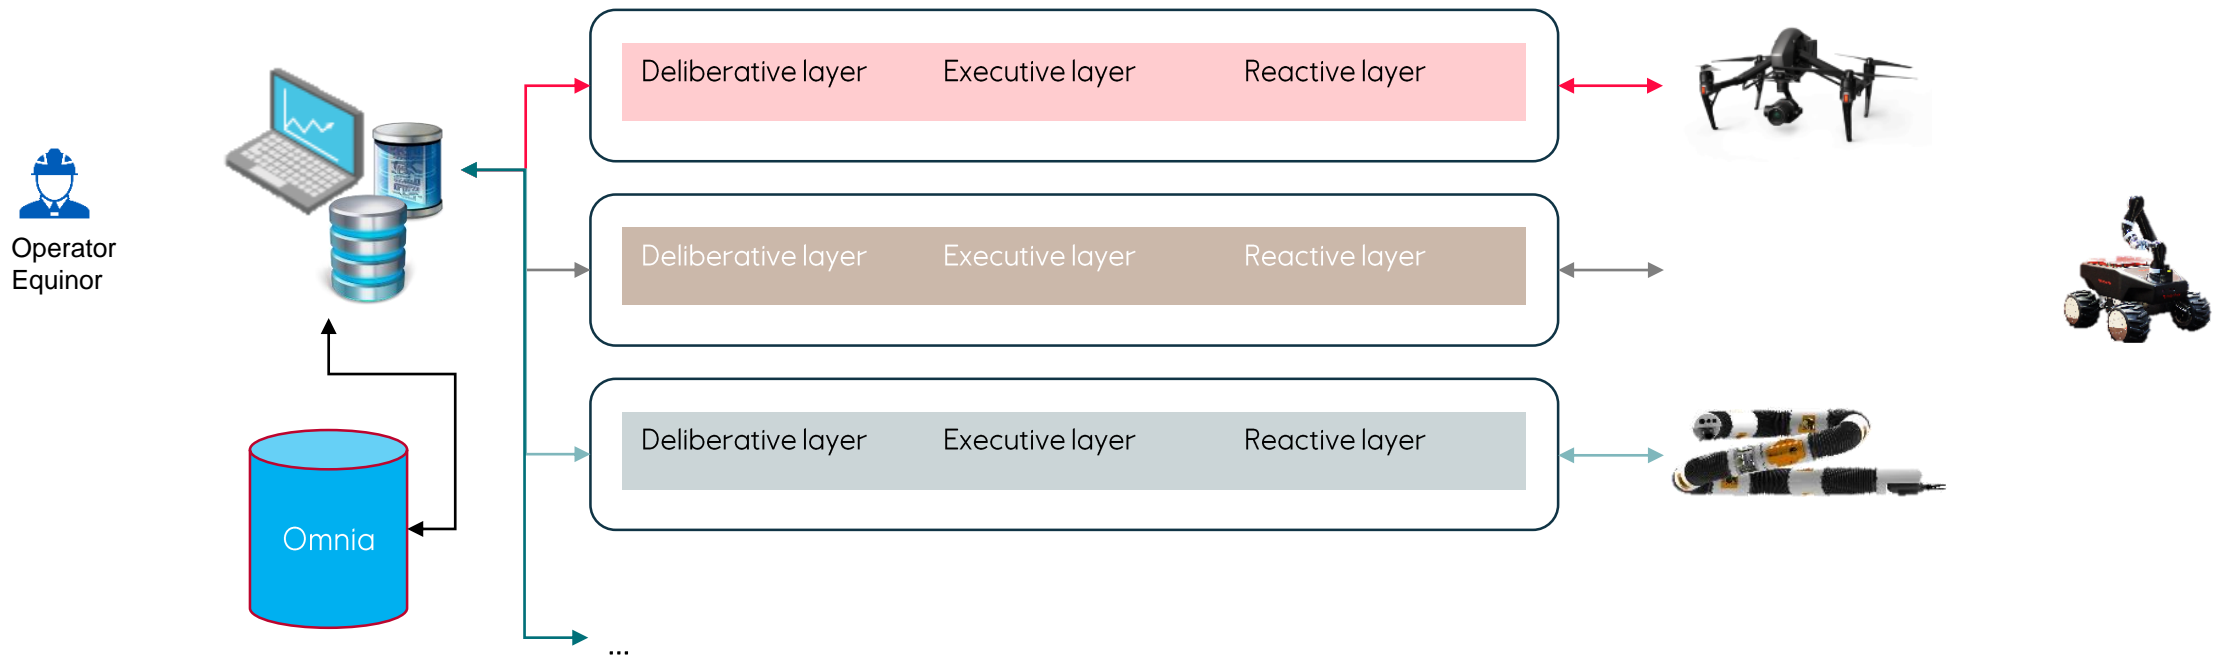 Deliberative layer Executive layer Reactive layer
Operator
Equinor
Deliberative layer Executive layer Reactive layer
Deliberative layer Executive layer Reactive layer
Omnia
...